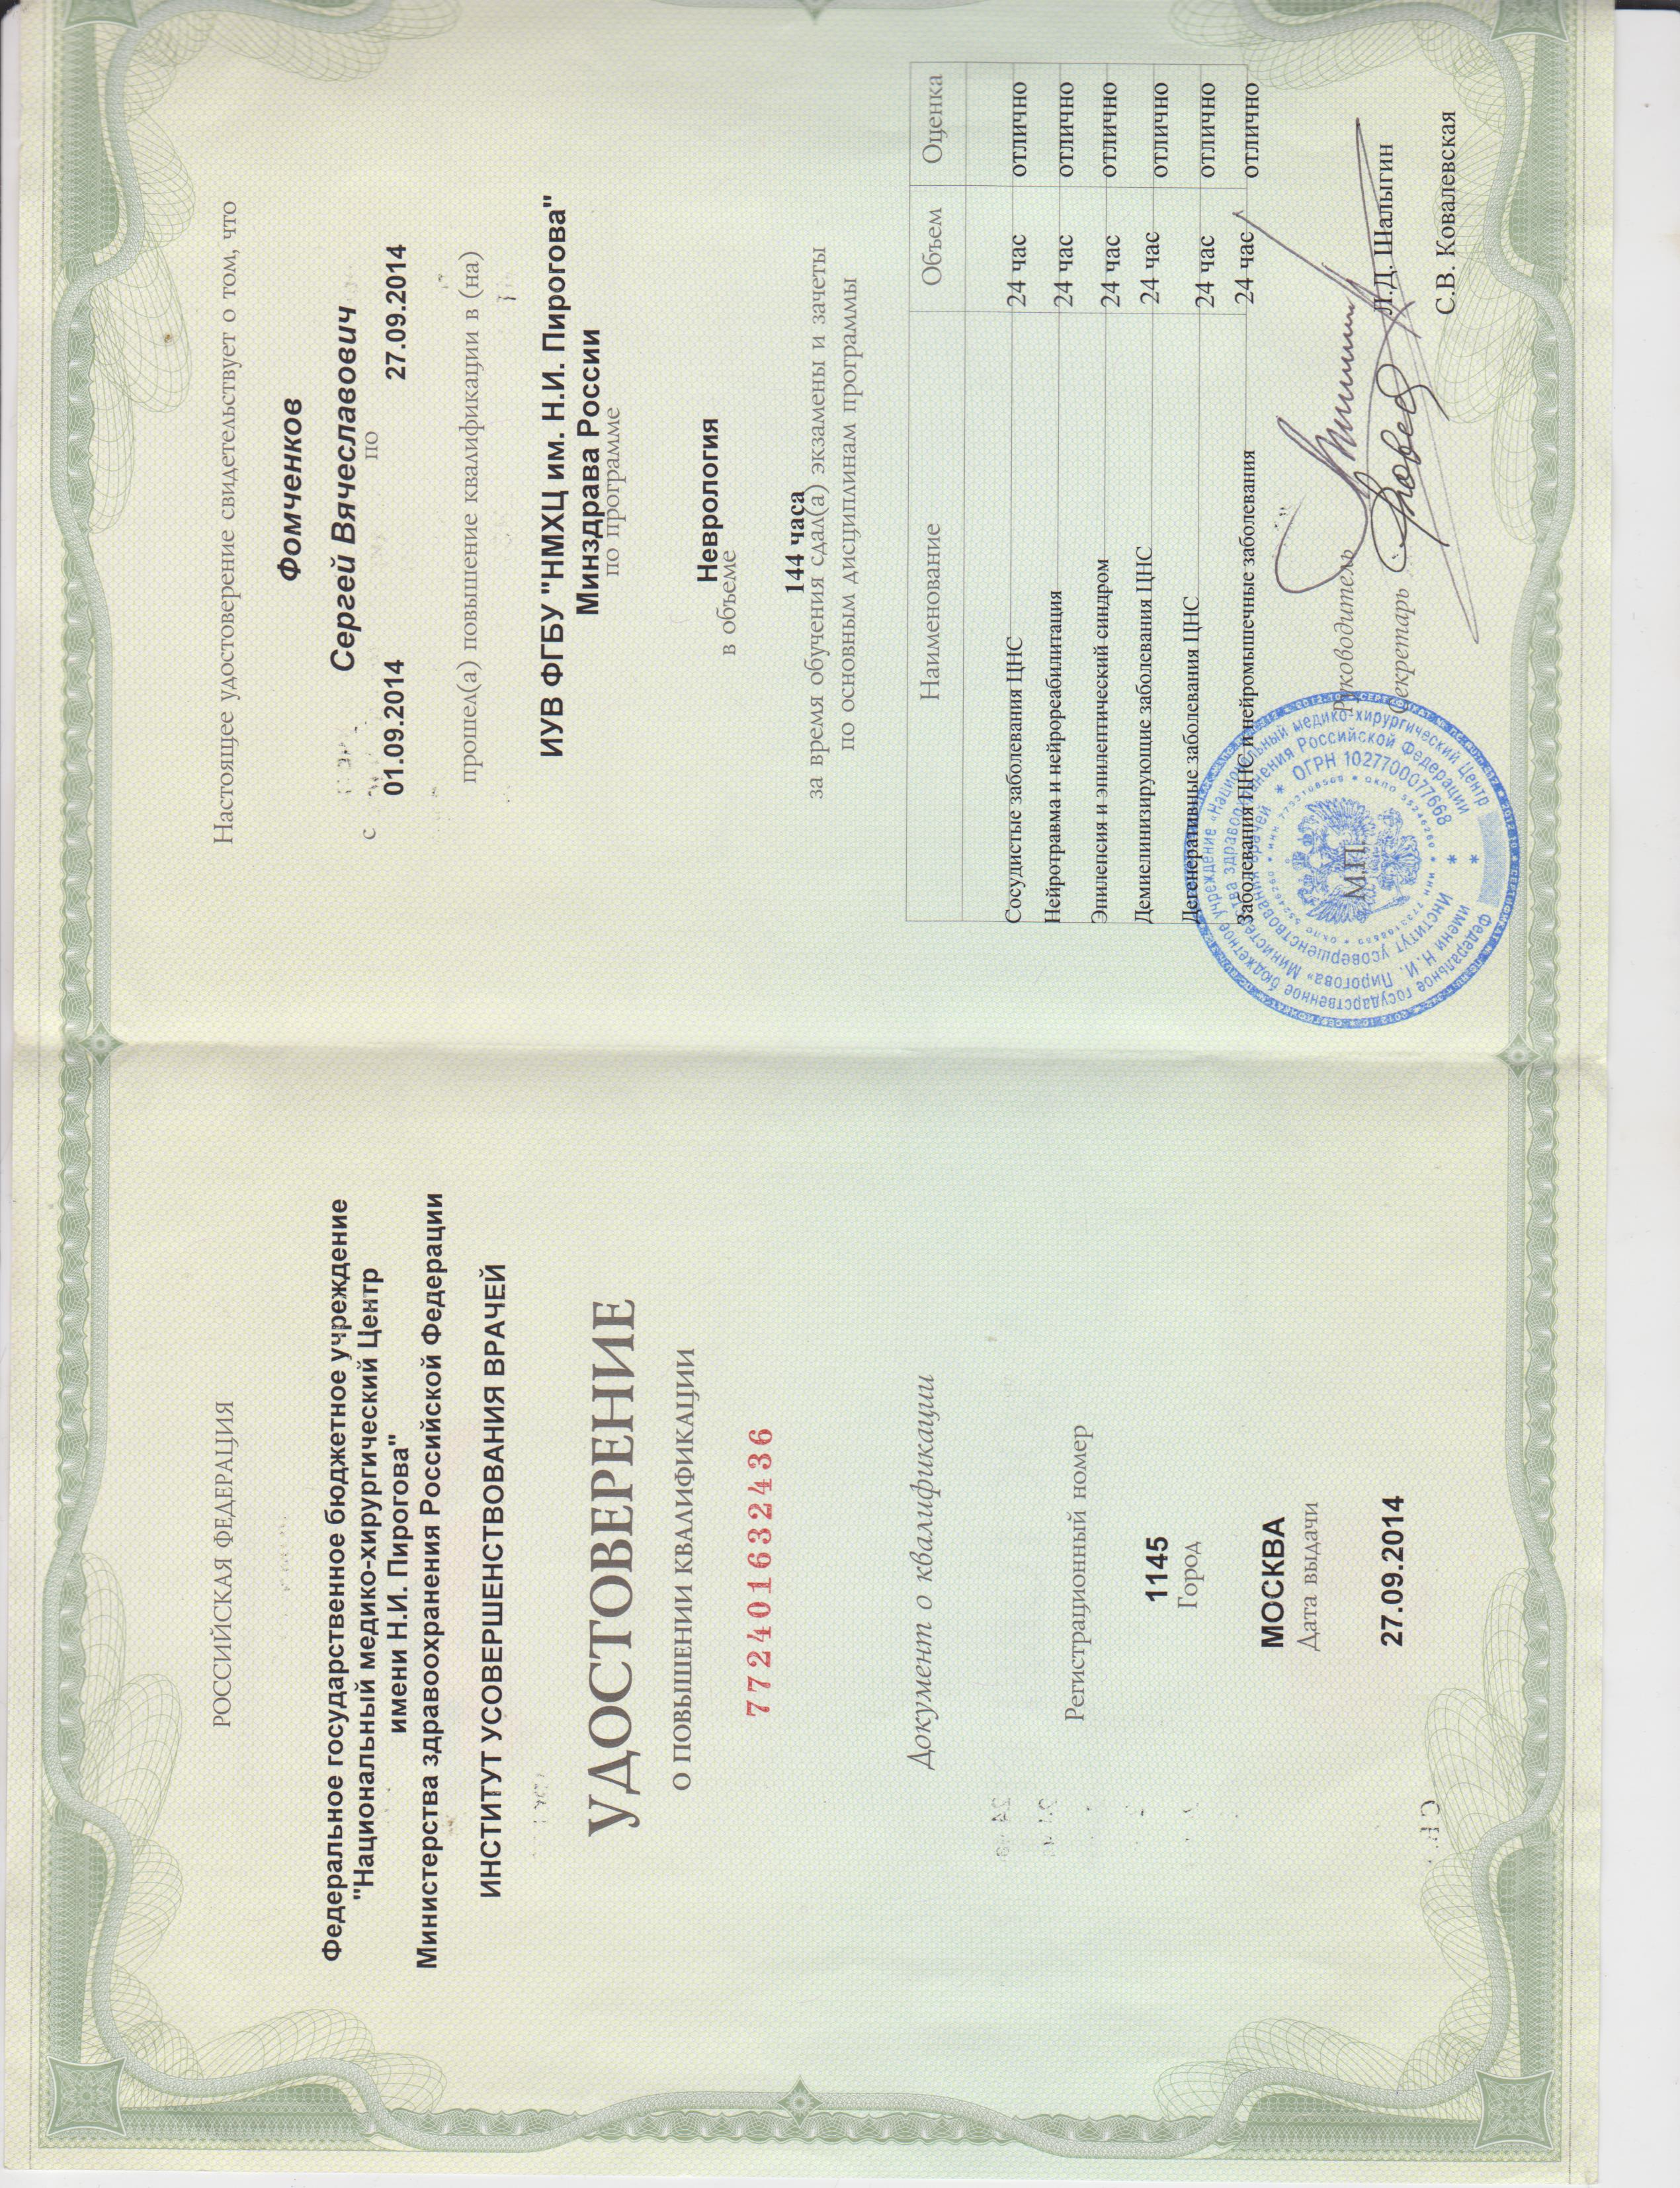 РОССИЙСКАЯ ФЕДЕРАЦИЯ
Федеральное государственное бюджетное учреждение
"Национальный медико-хирургический Центр
имени Н.И. Пирогова"
Министерства здравоохранения Российской Федерации
ИНСТИТУТ УСОВЕРШЕНСТВОВАНИЯ ВРАЧЕЙ
УДОСТОВЕРЕНИЕ
О ПОВЫШЕНИИ КВАЛИФИКАЦИИ
772401632436
Документ о квалификации
Регистрационный номер
1145
Город
МОСКВА
Дата выдачи
27.09.2014
Настоящее удостоверение свидетельствует о том, что
Фомченков
Сергей Вячеславович
с по
01.09.2014 27.09.2014
прошел(а) повышение квалификации в (на)
ИУВ ФГБУ "НМХЦ им. Н.И. Пирогова"
Минздрава России
по программе
Неврология
в объеме
144 часа
за время обучения сдал(а) экзамены и зачеты
по основным дисциплинам программы
Наименование Объем Оценка
Сосудистые заболевания ЦНС 24 час отлично
Нейротравма и нейрореабилитация 24 час отлично
Эпилепсия и эпилептический синдром 24 час отлично
Демиелинизирующие заболевания ЦНС 24 час отлично
Дегенеративные заболевания ЦНС 24 час отлично
Заболевания ПНС и нейромышечные заболевания 24 час отлично
Федеральное государственное бюджетное учреждение «Национальный медико-хирургический Центр
имени Н.И. Пирогова» Министерства здравоохранения Российской Федерации
Институт усовершенствования врачей * ОГРН 1027700077668
М.П.
Руководитель
Л.Д. Шалыгин
Секретарь
С.В. Ковалевская